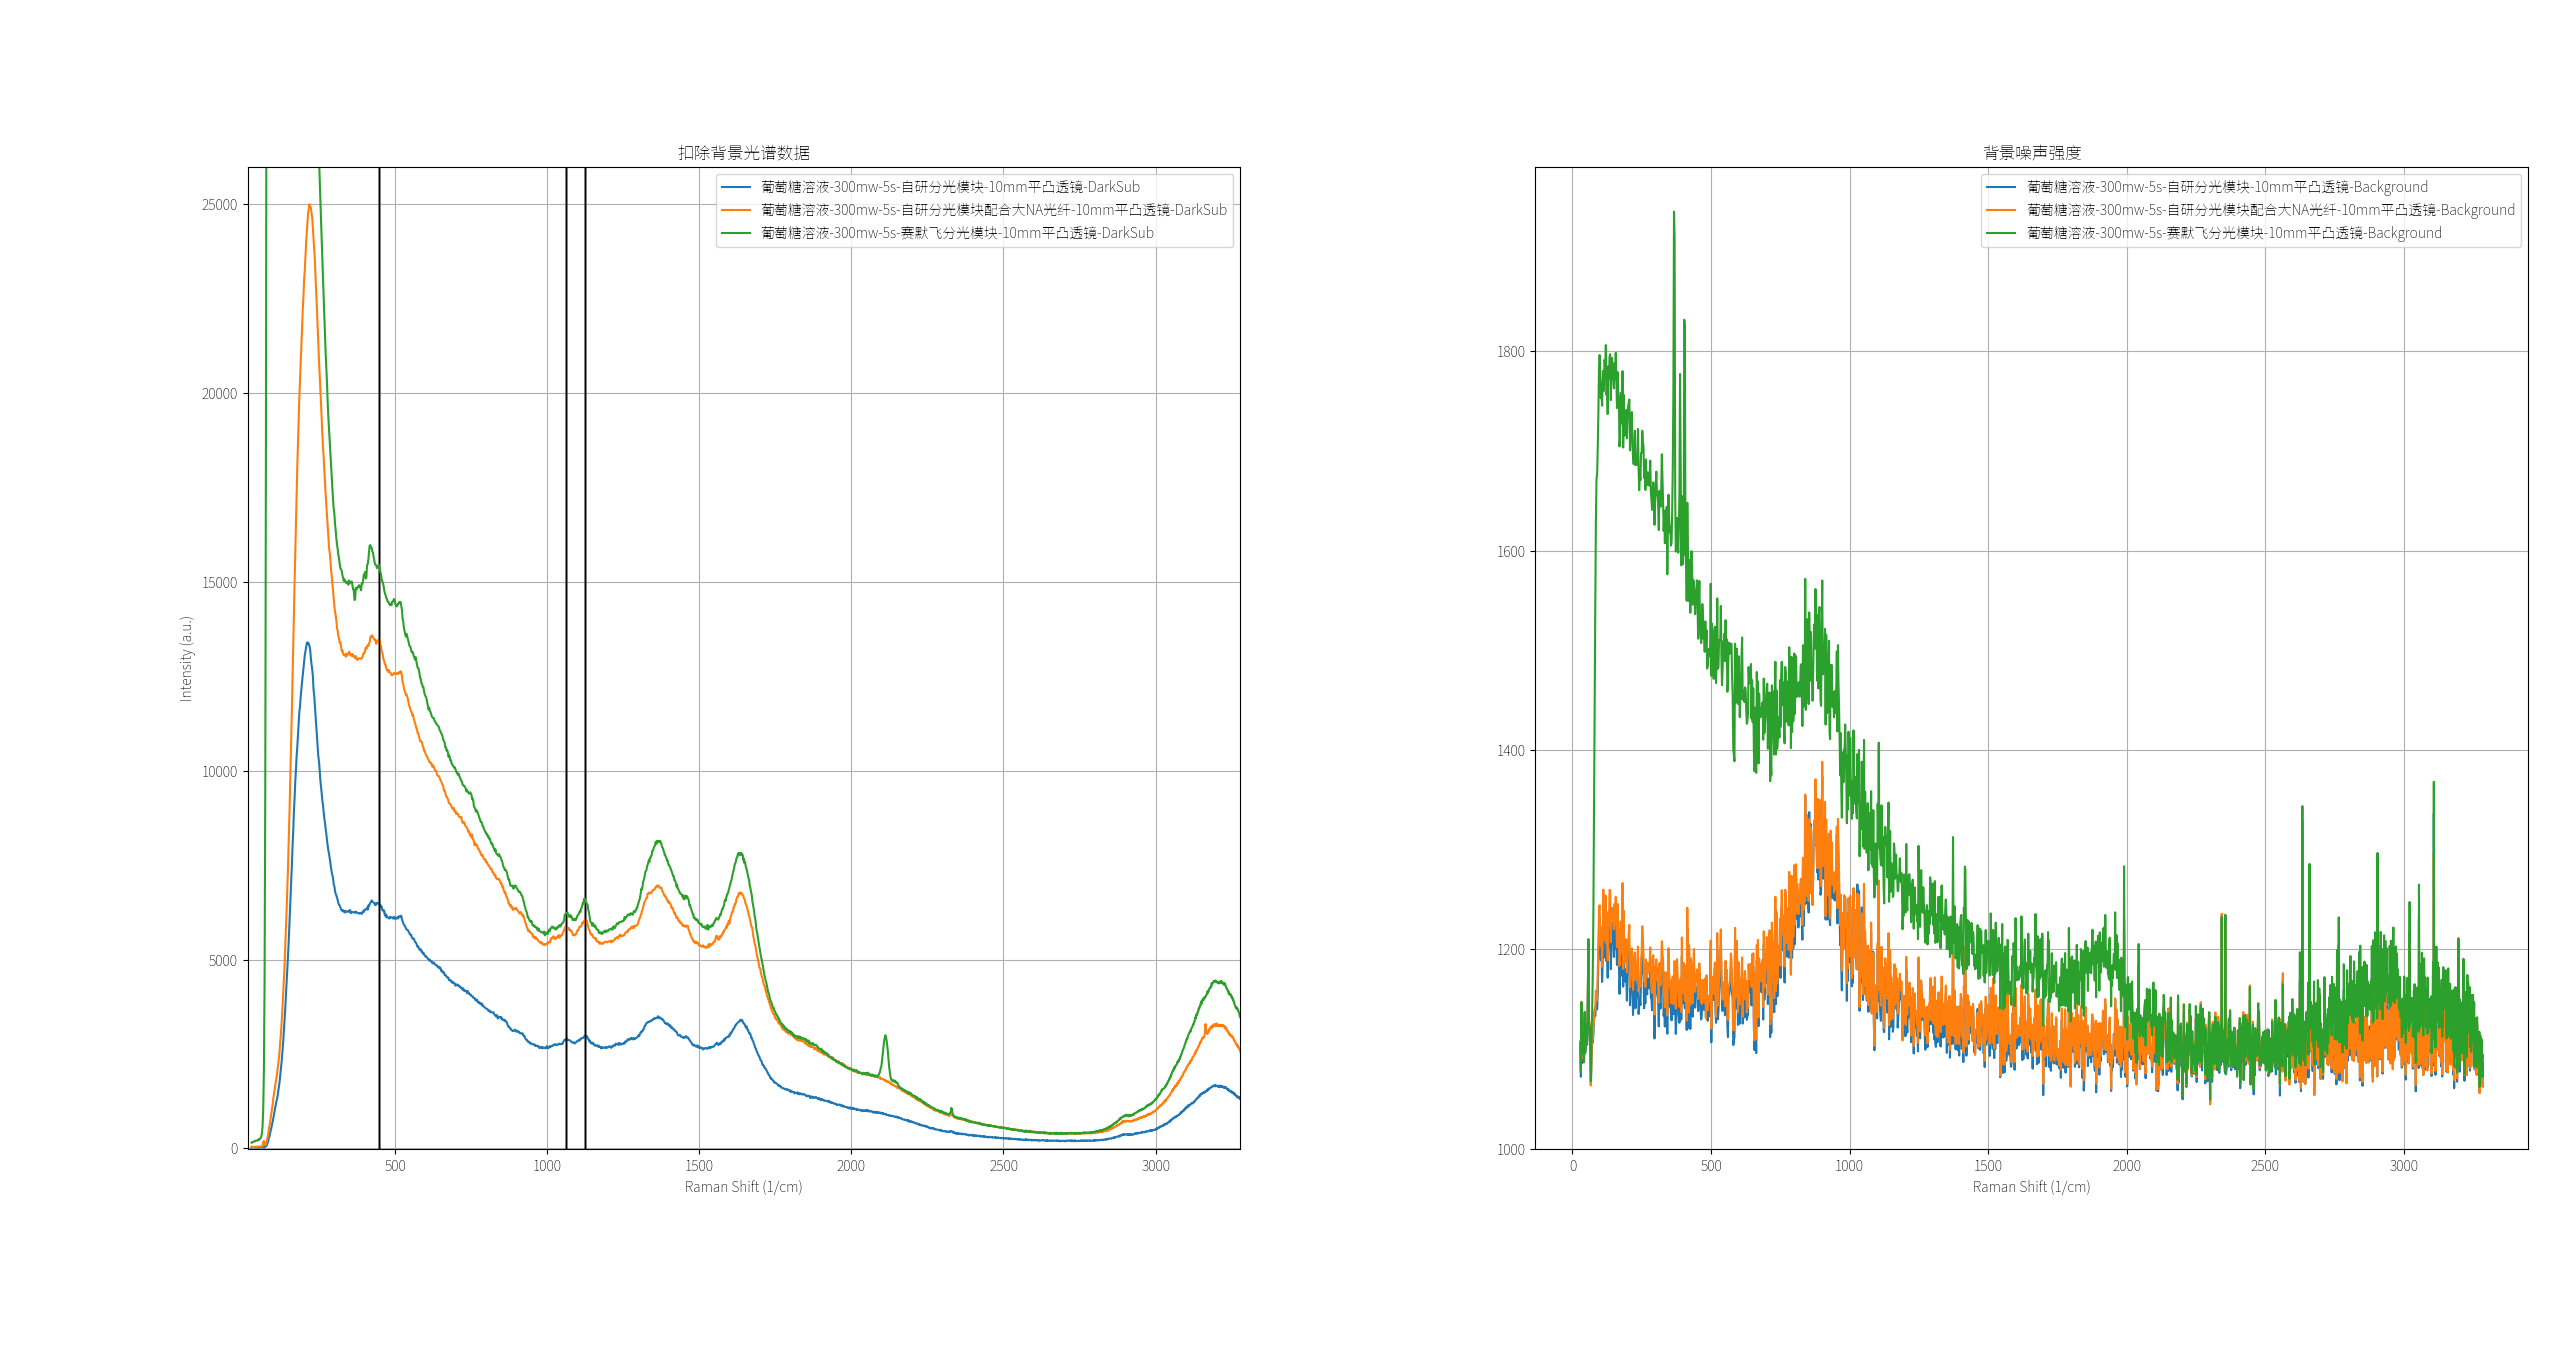 扣除背景光谱数据
葡萄糖溶液-300mw-5s-自研分光模块-10mm平凸透镜-DarkSub
葡萄糖溶液-300mw-5s-自研分光模块配合大NA光纤-10mm平凸透镜-DarkSub
葡萄糖溶液-300mw-5s-赛默飞分光模块-10mm平凸透镜-DarkSub
25000
20000
15000
10000
5000
0
Intensity (a.u.)
500
1000
1500
2000
2500
3000
Raman Shift (1/cm)
背景噪声强度
葡萄糖溶液-300mw-5s-自研分光模块-10mm平凸透镜-Background
葡萄糖溶液-300mw-5s-自研分光模块配合大NA光纤-10mm平凸透镜-Background
葡萄糖溶液-300mw-5s-赛默飞分光模块-10mm平凸透镜-Background
1800
1600
1400
1200
1000
0
500
1000
1500
2000
2500
3000
Raman Shift (1/cm)